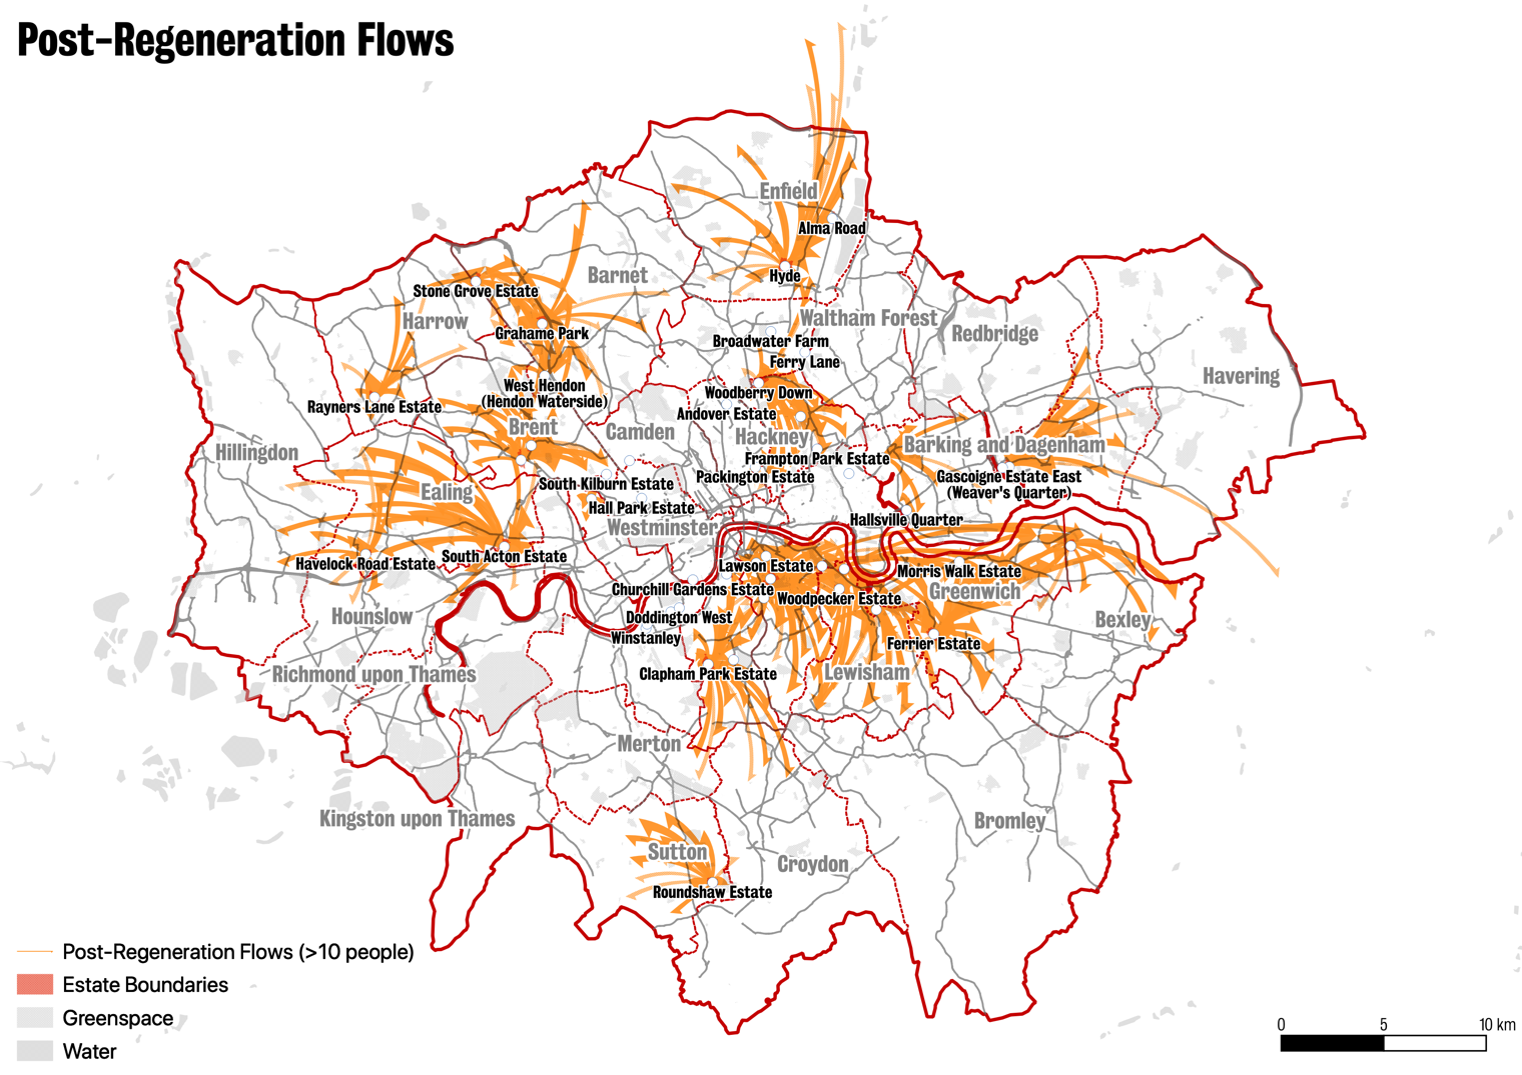 Post-Regeneration Flows
Enfield
Alma Road
Hyde
Barnet
Stone Grove Estate
Harrow
Grahame Park
Waltham Forest
Redbridge
Broadwater Farm
Ferry Lane
Havering
West Hendon
(Hendon Waterside)
Woodberry Down
Rayners Lane Estate
Andover Estate
Brent
Camden
Hackney
Barking and Dagenham
Hillingdon
Frampton Park Estate
Packington Estate
Gascoigne Estate East
(Weaver's Quarter)
South Kilburn Estate
Ealing
Hall Park Estate
Westminster
Hallsville Quarter
South Acton Estate
Havelock Road Estate
Lawson Estate
Morris Walk Estate
Churchill Gardens Estate
Woodpecker Estate
Greenwich
Hounslow
Doddington West
Bexley
Winstanley
Ferrier Estate
Richmond upon Thames
Clapham Park Estate
Lewisham
Merton
Kingston upon Thames
Bromley
Sutton
Croydon
Roundshaw Estate
Post-Regeneration Flows (>10 people)
Estate Boundaries
Greenspace
Water
0 5 10 km